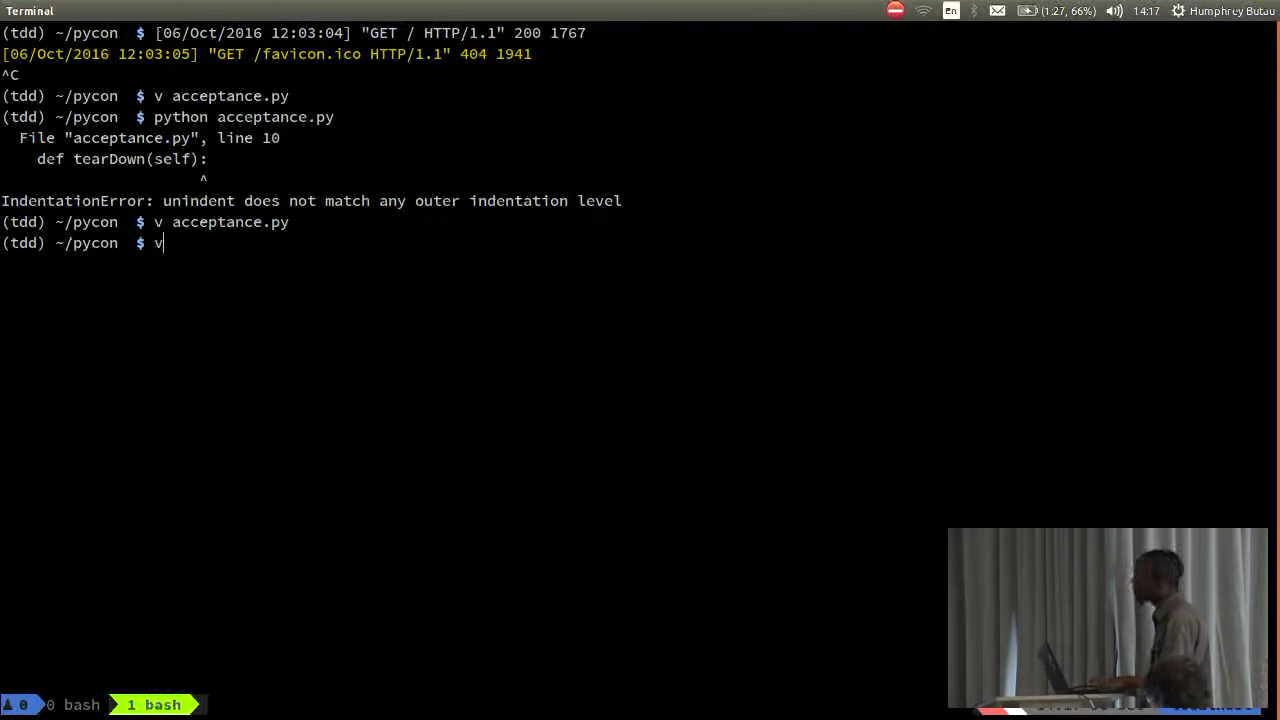 Terminal
En
(1:27, 66%)
14:17
Humphrey Butau
(tdd) ~/pycon $ [06/Oct/2016 12:03:04] "GET / HTTP/1.1" 200 1767
[06/Oct/2016 12:03:05] "GET /favicon.ico HTTP/1.1" 404 1941
^C
(tdd) ~/pycon $ v acceptance.py
(tdd) ~/pycon $ python acceptance.py
File "acceptance.py", line 10
def tearDown(self):
^
IndentationError: unindent does not match any outer indentation level
(tdd) ~/pycon $ v acceptance.py
(tdd) ~/pycon $ v
0 0 bash 1 bash